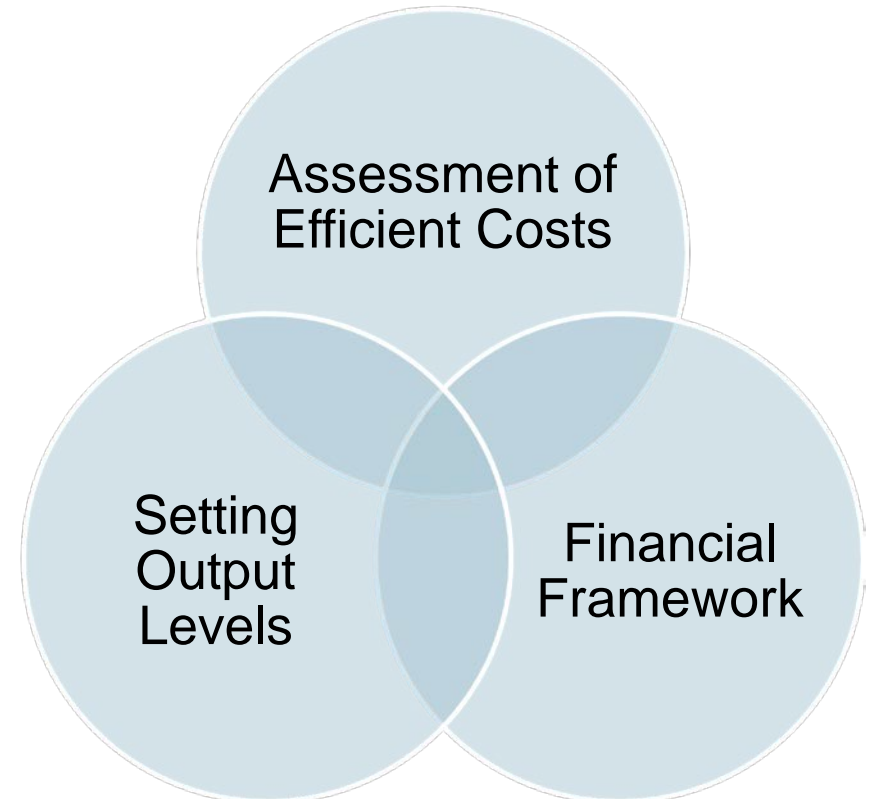 Assessment of
Efficient Costs
Setting
Output
Levels
Financial
Framework